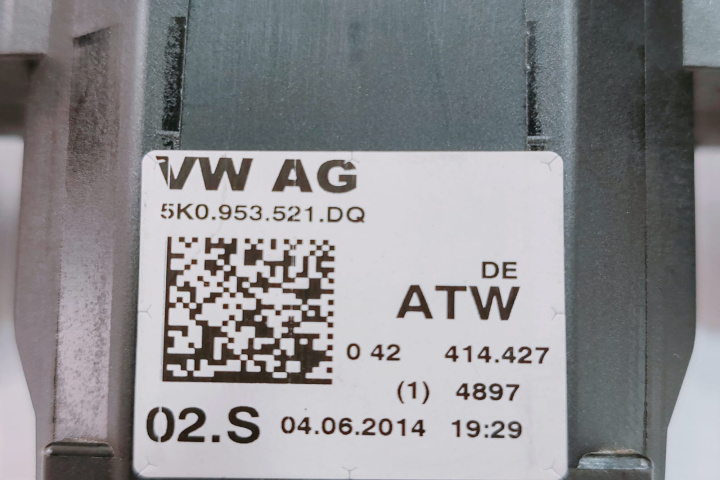 VW AG
5K0.953.521.DQ
DE
ATW
0 42 414.427
(1) 4897
02.S 04.06.2014 19:29